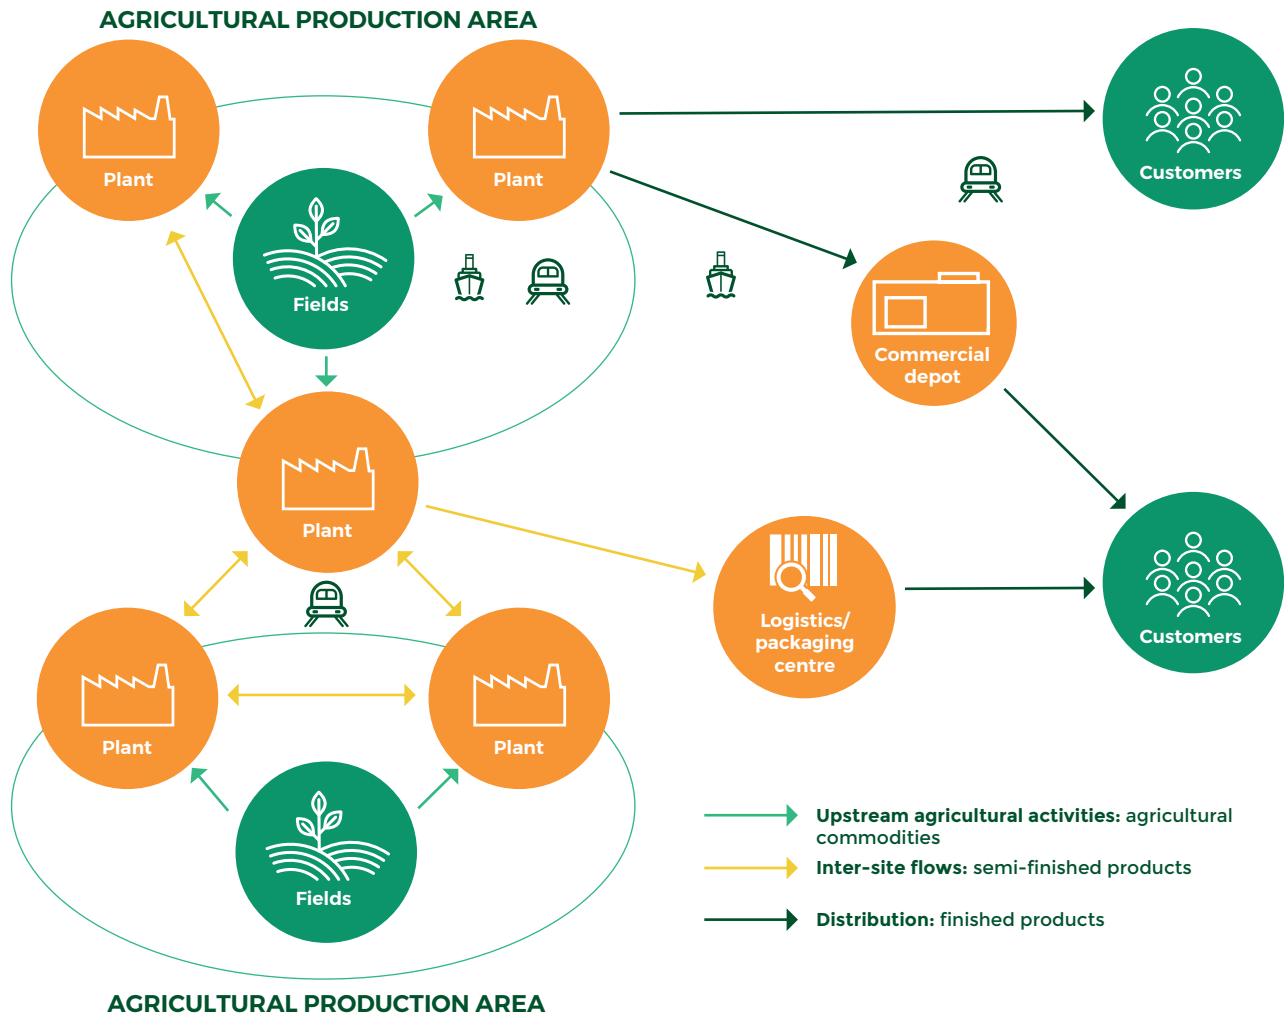 AGRICULTURAL PRODUCTION AREA
Plant
Plant
Customers
Fields
Commercial
depot
Plant
Logistics/
packaging
centre
Customers
Plant
Plant
Fields
Upstream agricultural activities: agricultural
commodities
Inter-site flows: semi-finished products
Distribution: finished products
AGRICULTURAL PRODUCTION AREA